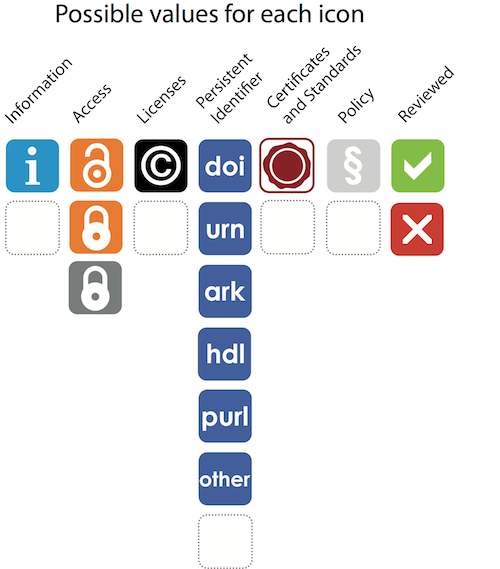 Possible values for each icon
Information
Access
Licenses
Persistent
Identifier
Certificates
and Standards
Policy
Reviewed
i
©
doi
§
urn
ark
hdl
purl
other